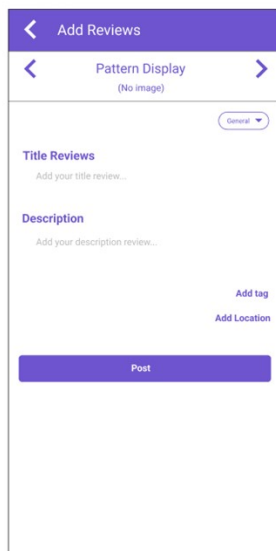 Add Reviews
Pattern Display
(No image)
General
Title Reviews
Add your title review...
Description
Add your description review...
Add tag
Add Location
Post